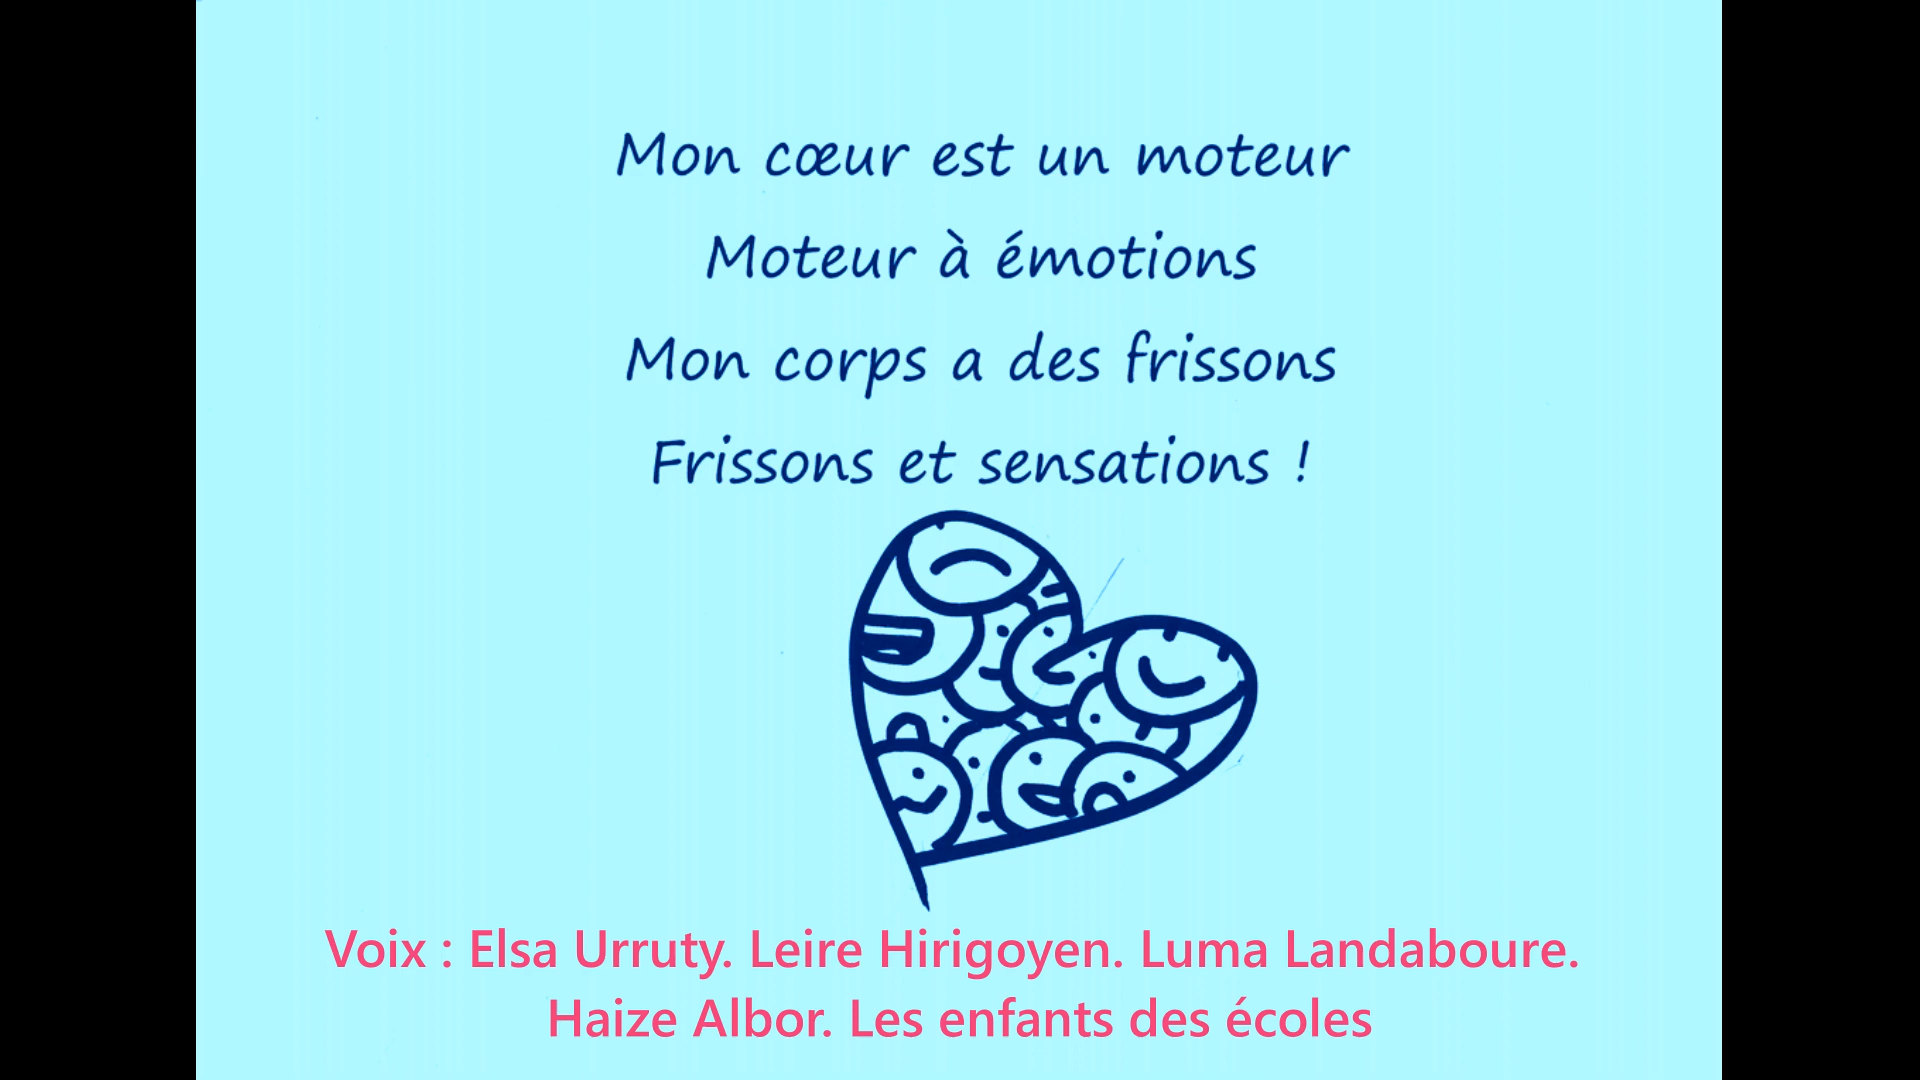 Mon cœur est un moteur
Moteur à émotions
Mon corps a des frissons
Frissons et sensations !
Voix : Elsa Urruty. Leire Hirigoyen. Luma Landaboure.
Haize Albor. Les enfants des écoles